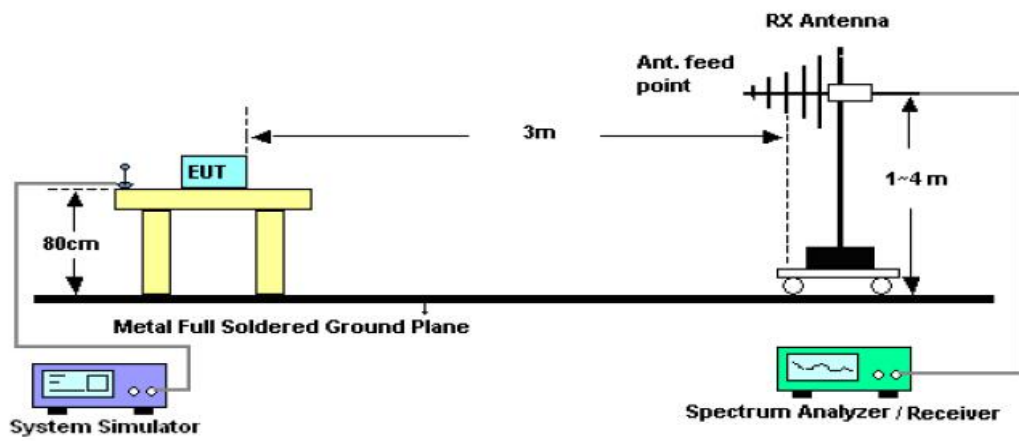 RX Antenna
Ant. feed
point
3m
EUT
1~4 m
80cm
Metal Full Soldered Ground Plane
System Simulator
Spectrum Analyzer / Receiver